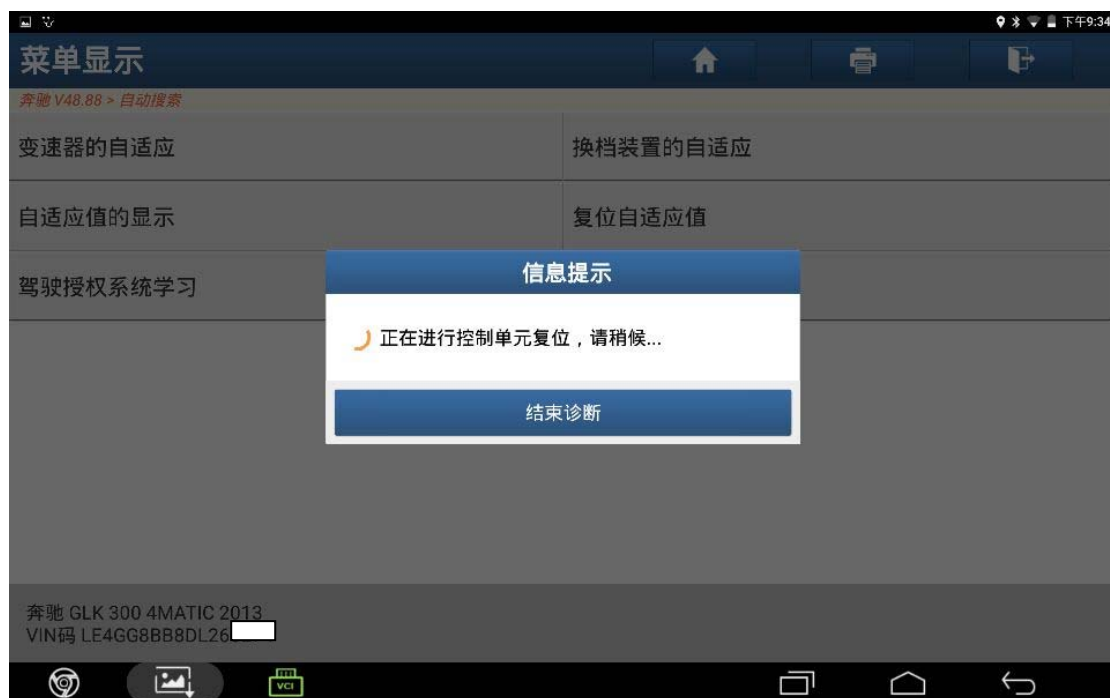 下午9:34
菜单显示
奔驰 V48.88 > 自动搜索
变速器的自适应
换档装置的自适应
自适应值的显示
复位自适应值
驾驶授权系统学习
信息提示
正在进行控制单元复位，请稍候...
结束诊断
奔驰 GLK 300 4MATIC 2013
VIN码 LE4GG8BB8DL26
VCI